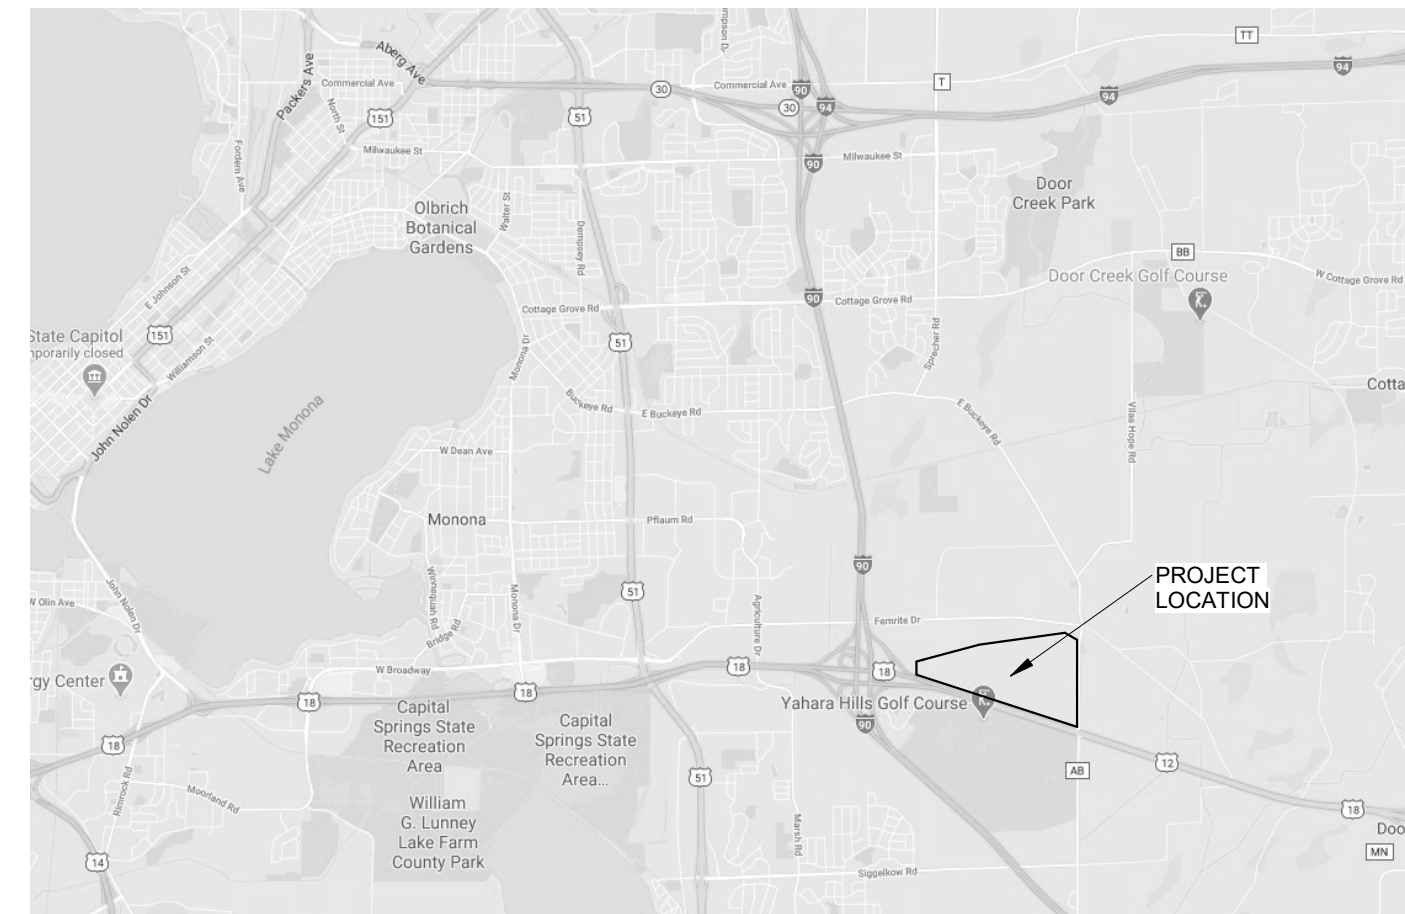 TT
Aberg Ave
Packers Ave
Commercial Ave
North St
151
Fordem Ave
Milwaukee St
51
30
Commercial Ave
90
30
94
T
94
94
90
Milwaukee St
Door
Creek Park
Olbrich
Botanical
Gardens
Walter St
Dempsey Rd
BB
Door Creek Golf Course
W Cottage Grove Rd
E Johnson St
Cottage Grove Rd
90
Cottage Grove Rd
Sprecher Rd
State Capitol
mporarily closed
151
Williamson St
51
Monona Dr
John Nolen Dr
Lake Monona
Buckeye Rd
E Buckeye Rd
E Buckeye Rd
Vilas Hope Rd
Cotta
W Dean Ave
Monona
Pflaum Rd
90
PROJECT
LOCATION
W Olin Ave
John Nolen Dr
Winnequah Rd
Bridge Rd
Monona Dr
51
Agriculture Dr
Femrite Dr
rgy Center
W Broadway
18
18
18
18
18
Yahara Hills Golf Course
90
Capital
Springs State
Recreation
Area
Capital
Springs State
Recreation
Area...
51
AB
12
18
Doo
MN
Rimrock Rd
Moorland Rd
William
G. Lunney
Lake Farm
County Park
14
Marsh Rd
Siggelkow Rd